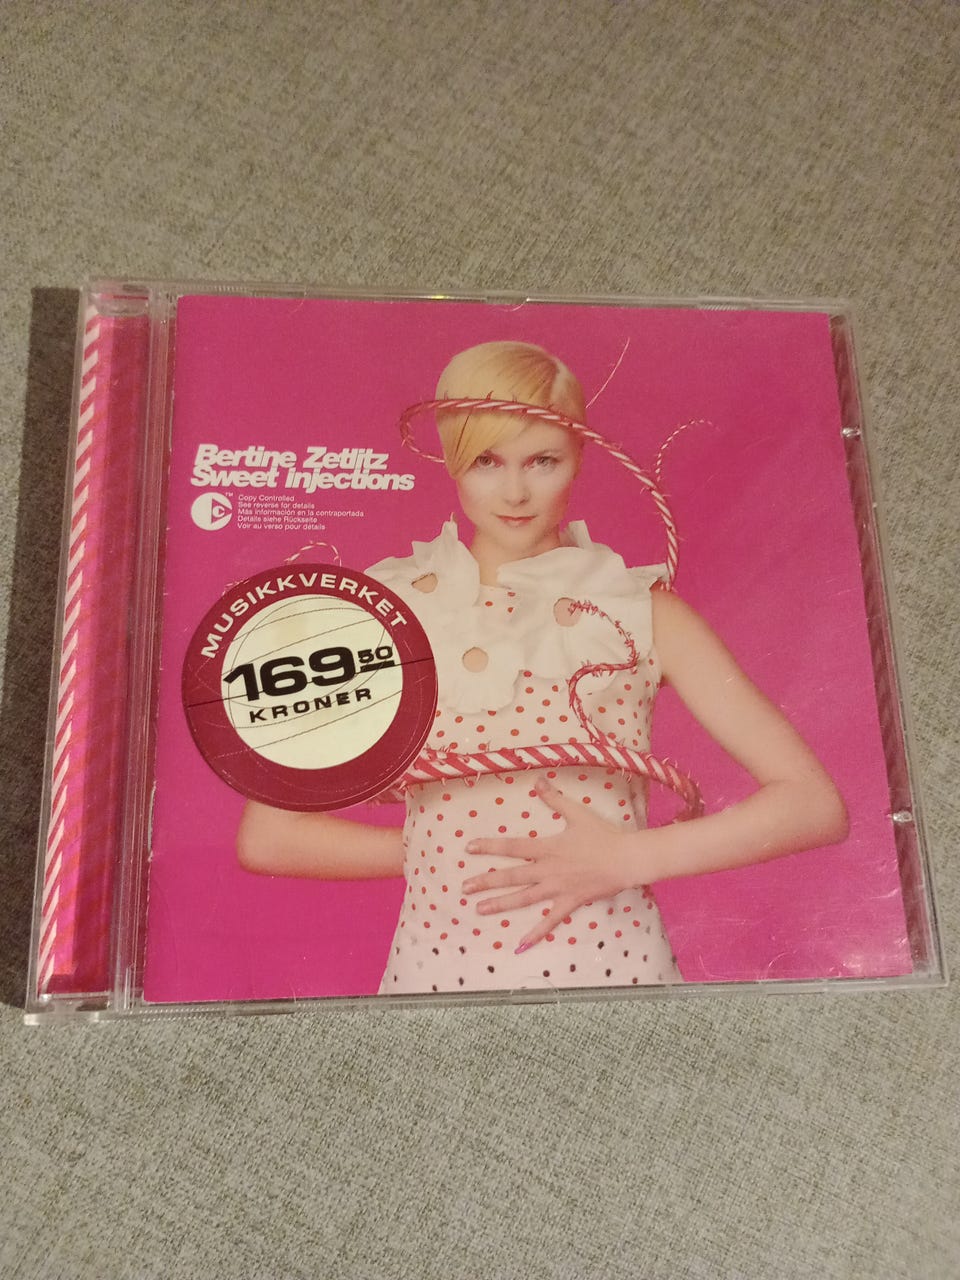 Bertine Zetlitz
Sweet injections
™
Copy Controlled
See reverse for details
Más información en la contraportada
Details siehe Rückseite
Voir au verso pour détails
MUSIKKVERKET
169 50
KRONER